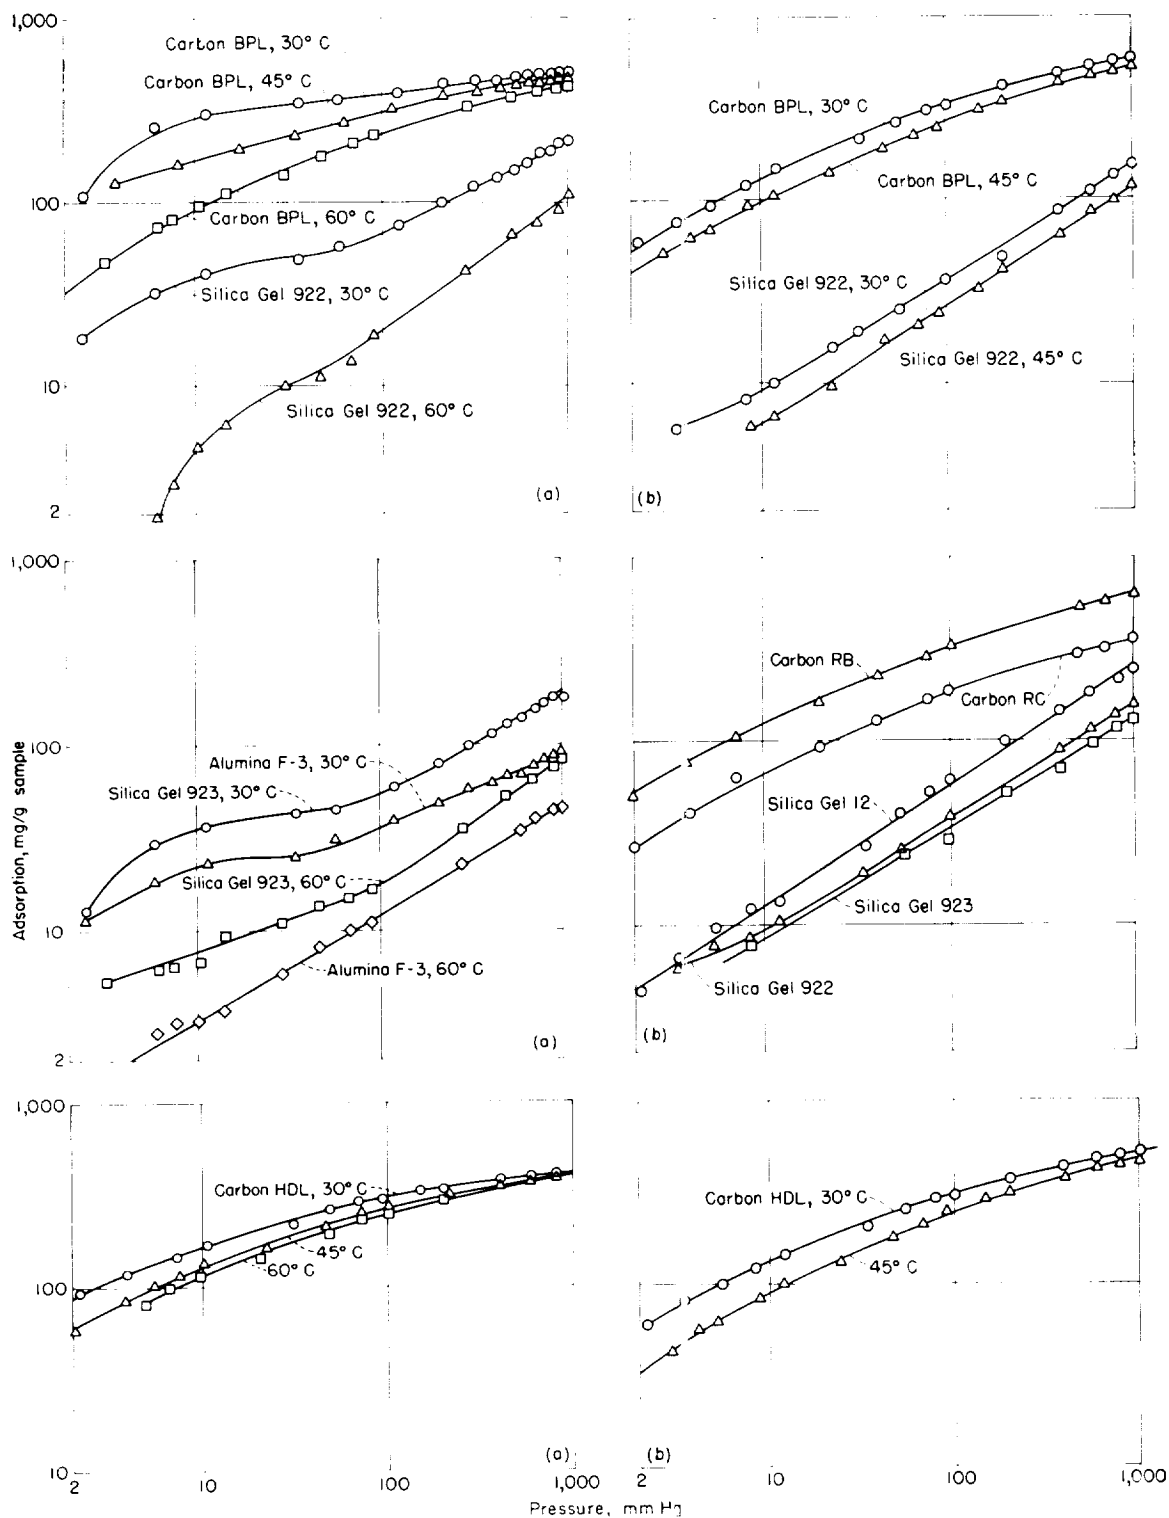 1,000
Carbon BPL, 30° C
Carbon BPL, 45° C
100
Carbon BPL, 60° C
Silica Gel 922, 30° C
10
Silica Gel 922, 60° C
(a)
2
Carbon BPL, 30° C
Carbon BPL, 45° C
Silica Gel 922, 30° C
Silica Gel 922, 45° C
(b)
1,000
100
Alumina F-3, 30° C
Silica Gel 923, 30° C
Silica Gel 923, 60° C
10
Alumina F-3, 60° C
(a)
2
Adsorption, mg/g sample
Carbon RB
Carbon RC
Silica Gel 12
Silica Gel 923
Silica Gel 922
(b)
1,000
Carbon HDL, 30° C
45° C
60° C
100
(a)
10
2 10 100 1,000
Carbon HDL, 30° C
45° C
(b)
2 10 100 1,000
Pressure, mm Hg